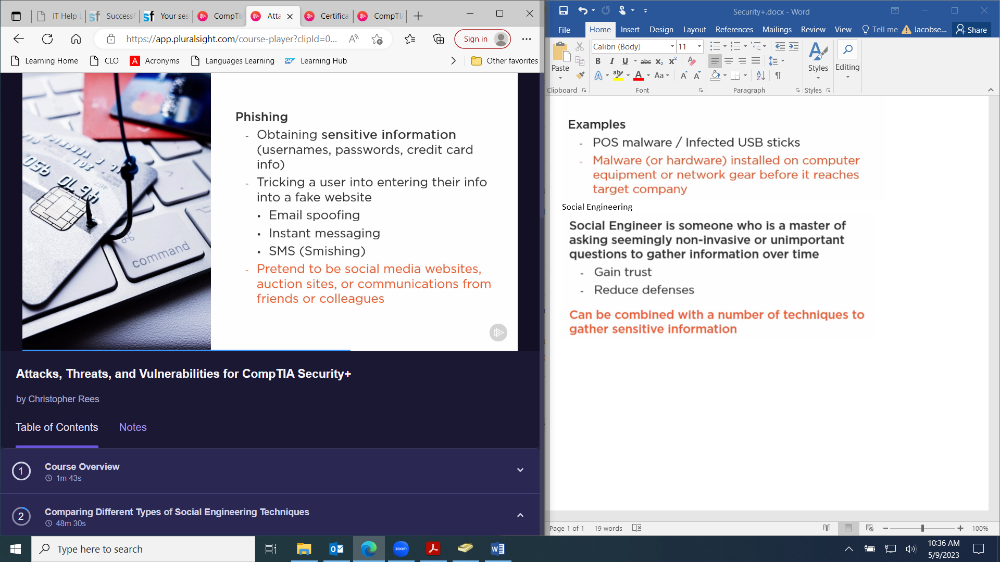 IT Help
SuccessF
Your ses
CompTIA
Atta
Certifica
CompTIA
https://app.pluralsight.com/course-player?clipId=0...
Sign in
Learning Home
CLO
Acronyms
Languages Learning
Learning Hub
Other favorites
command
Phishing
- Obtaining sensitive information
(usernames, passwords, credit card
info)
- Tricking a user into entering their info
into a fake website
• Email spoofing
• Instant messaging
• SMS (Smishing)
- Pretend to be social media websites,
auction sites, or communications from
friends or colleagues
Attacks, Threats, and Vulnerabilities for CompTIA Security+
by Christopher Rees
Table of Contents
Notes
1
Course Overview
1m 43s
2
Comparing Different Types of Social Engineering Techniques
48m 30s
Security+.docx - Word
File
Home
Insert
Design
Layout
References
Mailings
Review
View
Tell me
Jacobse...
Share
Paste
Calibri (Body)
11
Styles
Editing
Clipboard
Font
Paragraph
Styles
Examples
- POS malware / Infected USB sticks
- Malware (or hardware) installed on computer
equipment or network gear before it reaches
target company
Social Engineering
Social Engineer is someone who is a master of
asking seemingly non-invasive or unimportant
questions to gather information over time
- Gain trust
- Reduce defenses
Can be combined with a number of techniques to
gather sensitive information
Page 1 of 1
19 words
100%
Type here to search
zoom
10:36 AM
5/9/2023